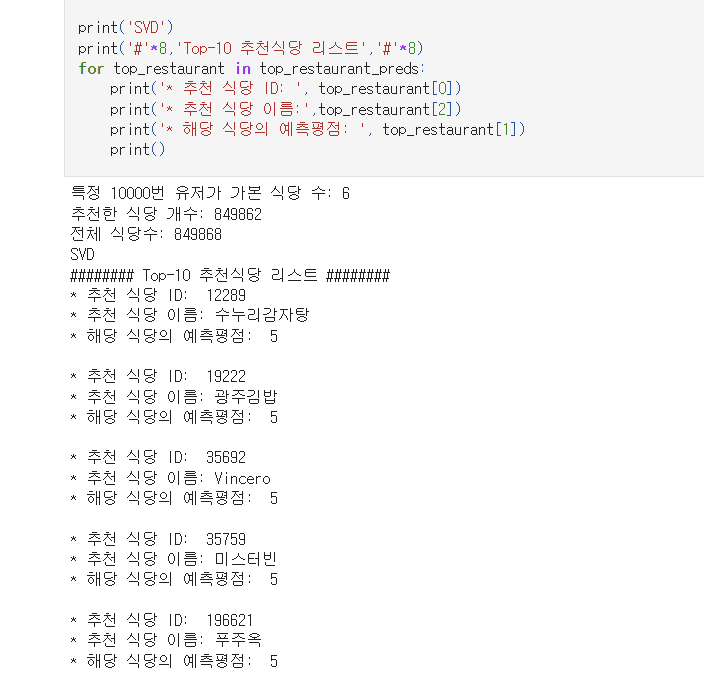 print('SVD')
print('#'*8,'Top-10 추천식당 리스트','#'*8)
for top_restaurant in top_restaurant_preds:
    print('* 추천 식당 ID: ', top_restaurant[0])
    print('* 추천 식당 이름:',top_restaurant[2])
    print('* 해당 식당의 예측평점: ', top_restaurant[1])
    print()
특정 10000번 유저가 가본 식당 수: 6
추천한 식당 개수: 849862
전체 식당수: 849868
SVD
######## Top-10 추천식당 리스트 ########
* 추천 식당 ID:  12289
* 추천 식당 이름: 수누리감자탕
* 해당 식당의 예측평점:  5
* 추천 식당 ID:  19222
* 추천 식당 이름: 광주김밥
* 해당 식당의 예측평점:  5
* 추천 식당 ID:  35692
* 추천 식당 이름: Vincero
* 해당 식당의 예측평점:  5
* 추천 식당 ID:  35759
* 추천 식당 이름: 미스터빈
* 해당 식당의 예측평점:  5
* 추천 식당 ID:  196621
* 추천 식당 이름: 푸주옥
* 해당 식당의 예측평점:  5